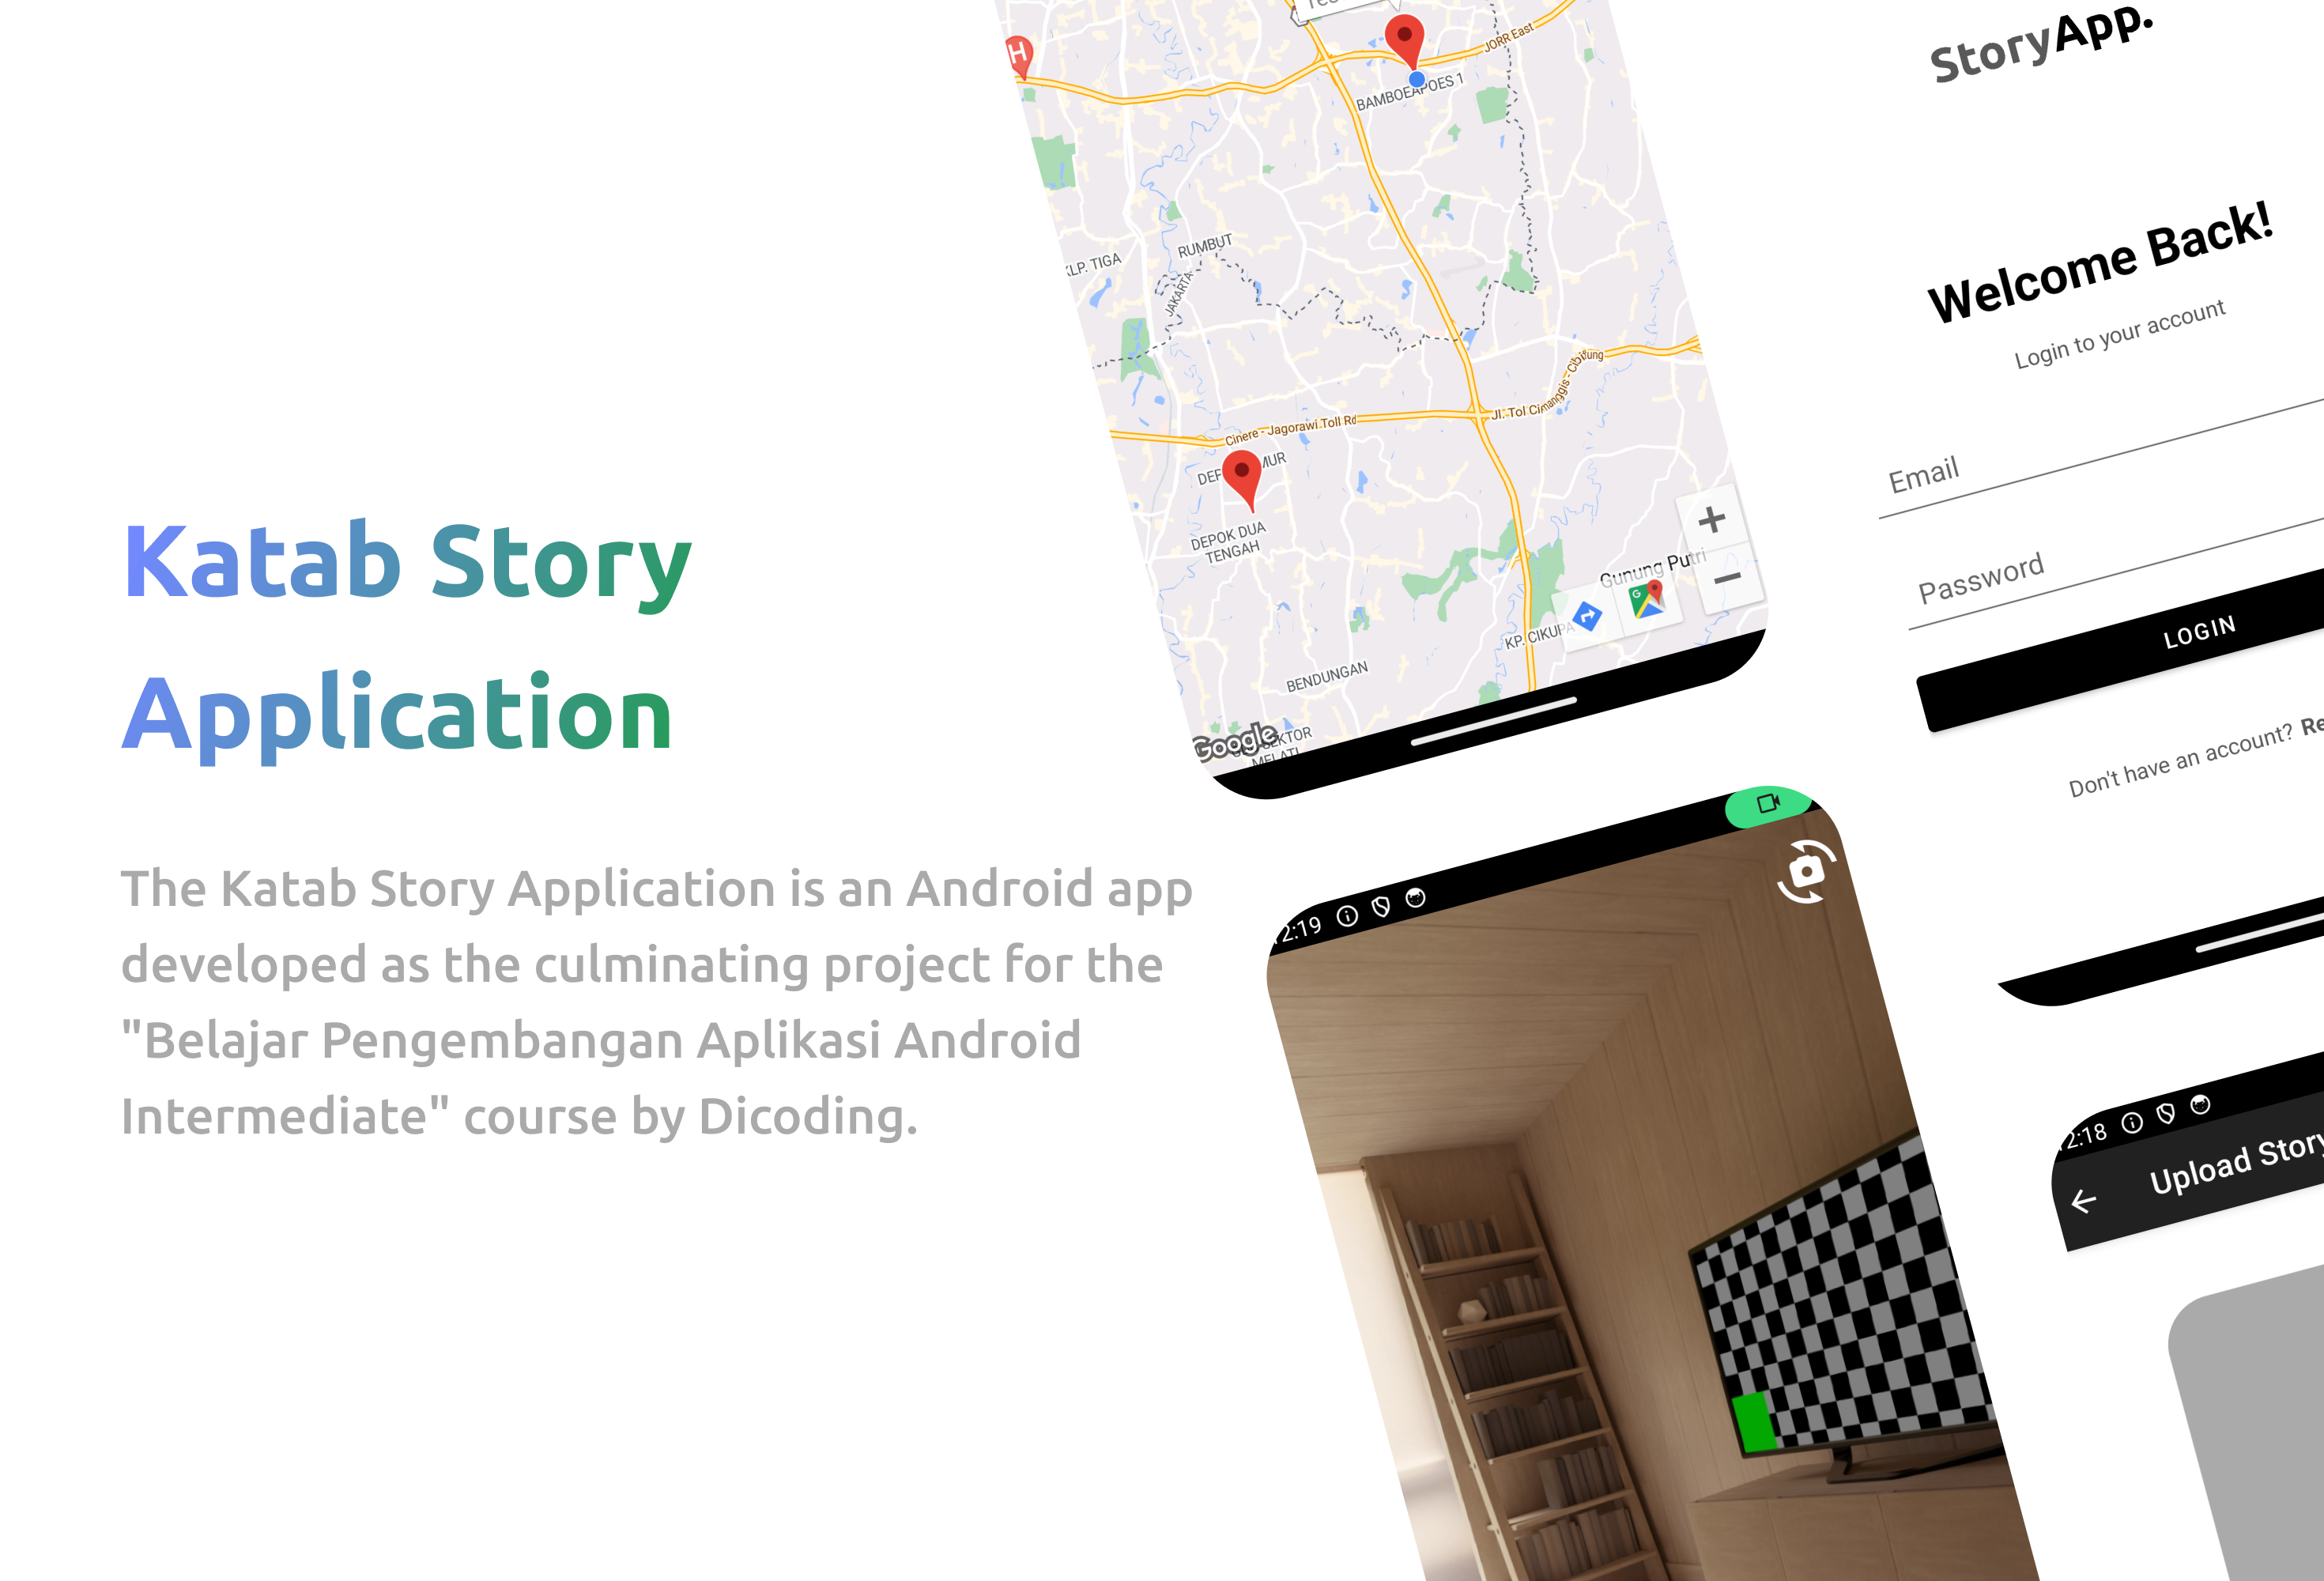 Katab Story
Application
The Katab Story Application is an Android app
developed as the culminating project for the
"Belajar Pengembangan Aplikasi Android
Intermediate" course by Dicoding.
H
JORR East
BAMBOEAPOES 1
RUMBUT
KLP. TIGA
JAKARTA
Cinere - Jagorawi Toll Rd
Jl. Tol Cimanggis - Cibitung
DEPOK DUA
TENGAH
Gunung Putri
KP. CIKUPA
BENDUNGAN
Google
SEKTOR
MELATI
+
−
StoryApp.
Welcome Back!
Login to your account
Email
Password
LOGIN
Don't have an account?
2:19
2:18
Upload Story